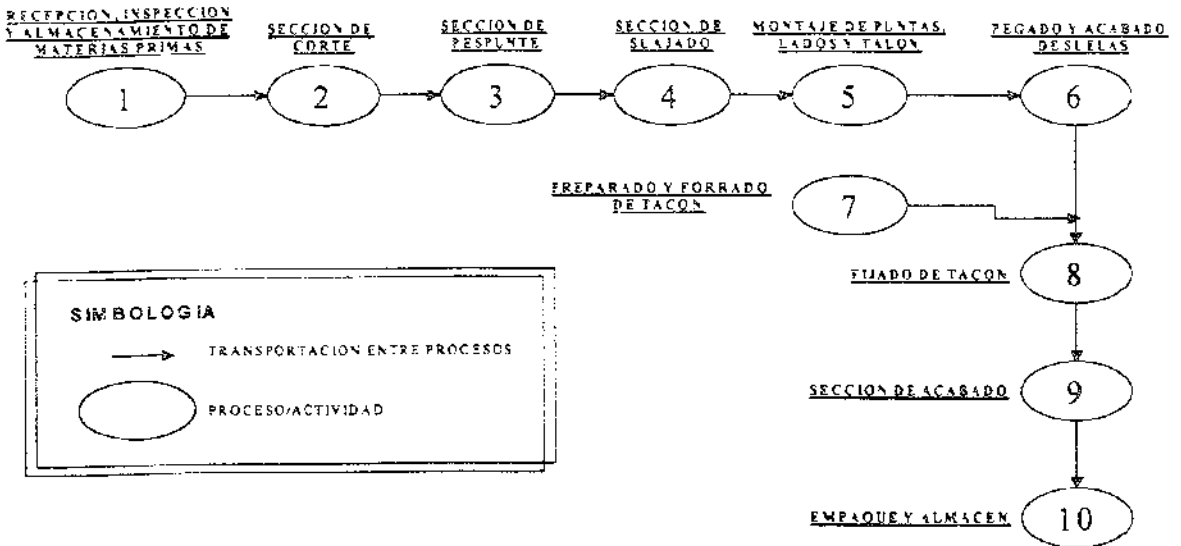 RECEPCION, INSPECCION
Y ALMACENAMIENTO DE
MATERIAS PRIMAS
SECCION DE
CORTE
SECCION DE
PESPUNTE
SECCION DE
SUAJADO
MONTAJE DE PUNTAS,
LADOS Y TALON
PEGADO Y ACABADO
DE SUELAS
1
2
3
4
5
6
PREPARADO Y FORRADO
DE TACON
7
FIJADO DE TACON
8
SIMBOLOGIA
TRANSPORTACION ENTRE PROCESOS
PROCESO/ACTIVIDAD
SECCION DE ACABADO
9
EMPAQUE Y ALMACEN
10